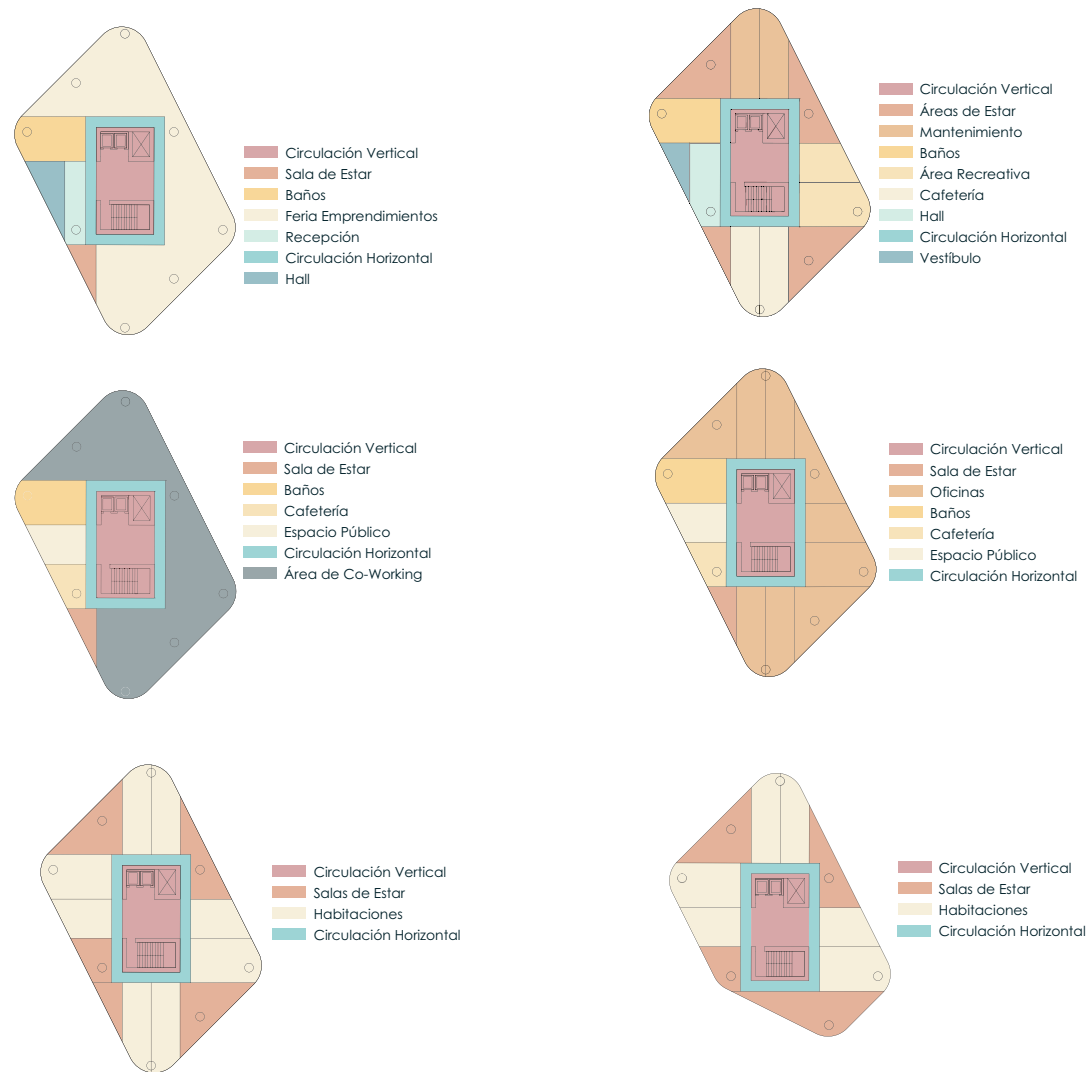 Circulación Vertical
Sala de Estar
Baños
Feria Emprendimientos
Recepción
Circulación Horizontal
Hall
Circulación Vertical
Áreas de Estar
Mantenimiento
Baños
Área Recreativa
Cafetería
Hall
Circulación Horizontal
Vestíbulo
Circulación Vertical
Sala de Estar
Baños
Cafetería
Espacio Público
Circulación Horizontal
Área de Co-Working
Circulación Vertical
Sala de Estar
Oficinas
Baños
Cafetería
Espacio Público
Circulación Horizontal
Circulación Vertical
Salas de Estar
Habitaciones
Circulación Horizontal
Circulación Vertical
Salas de Estar
Habitaciones
Circulación Horizontal